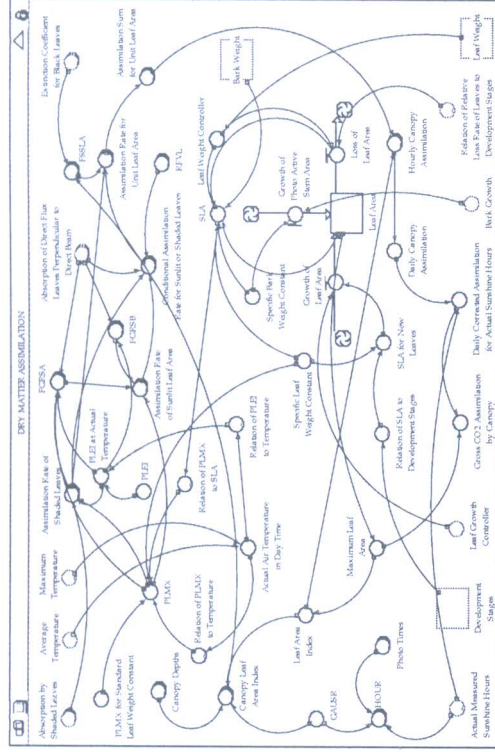 DRY MATTER ASSIMILATION
Absorption by
Shaded Leaves
Average
Temperature
Maximum
Temperature
Assimilation Rate of
Shaded Leaves
FGFSA
Absorption of Direct Flux
Leaves Perpendicular to
Direct Beam
Extinction Coefficient
for Black Leaves
PLMX for Standard
Leaf Weight Constant
PLEI at Actual
Temperature
FGFSB
FSSLA
Assimilation Sum
for Unit Leaf Area
Canopy Depths
PLMX
PLEI
Assimilation Rate
of Sunlit Leaf Area
Assimilation Rate for
Unit Leaf Area
Relation of PLMX
to Temperature
Relation of PLMX
to SLA
Relation of PLEI
to Temperature
Conditional Assimilation
Rate for Sunlit or Shaded Leaves
Bark Weight
Canopy Leaf
Area Index
Actual Air Temperature
in Day Time
SLA
Leaf Weight Controller
Specific Bark
Weight Constant
Growth of
Photo Active
Stem Area
Leaf Area
Index
Specific Leaf
Weight Constant
Growth of
Leaf Area
Leaf Area
Loss of
Leaf Area
GAUSR
Maximum Leaf
Area
SLA for New
Leaves
HOUR
Photo Times
Relation of SLA to
Development Stages
Daily Canopy
Assimilation
Hourly Canopy
Assimilation
Actual Measured
Sunshine Hours
Development
Stages
Leaf Growth
Controller
Gross CO2 Assimilation
by Canopy
Daily Corrected Assimilation
for Actual Sunshine Hours
Bark Growth
Relation of Relative
Loss Rate of Leaves to
Development Stages
Leaf Weight